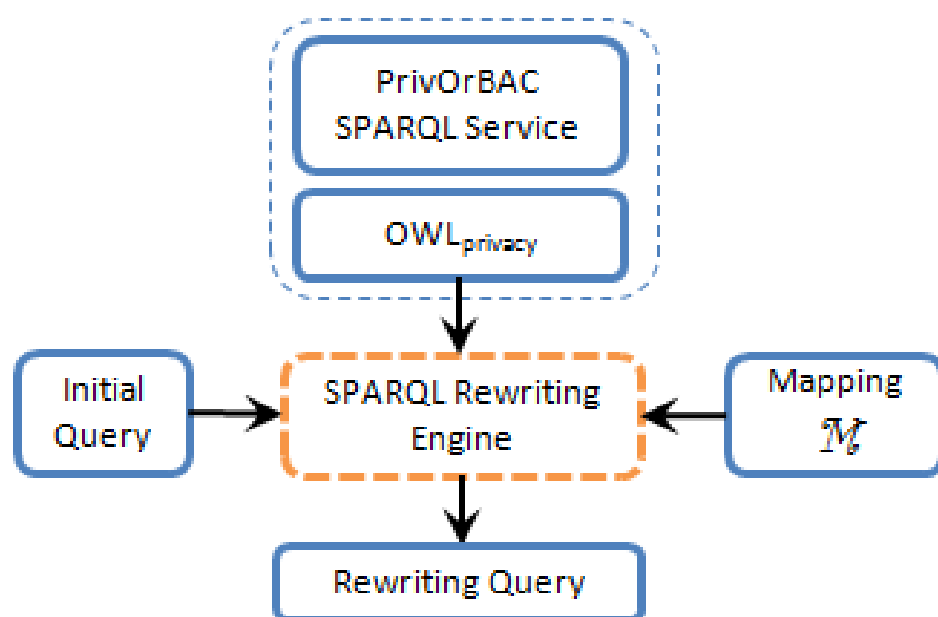 PrivOrBAC
SPARQL Service
OWLprivacy
Initial
Query
SPARQL Rewriting
Engine
Mapping
M
Rewriting Query